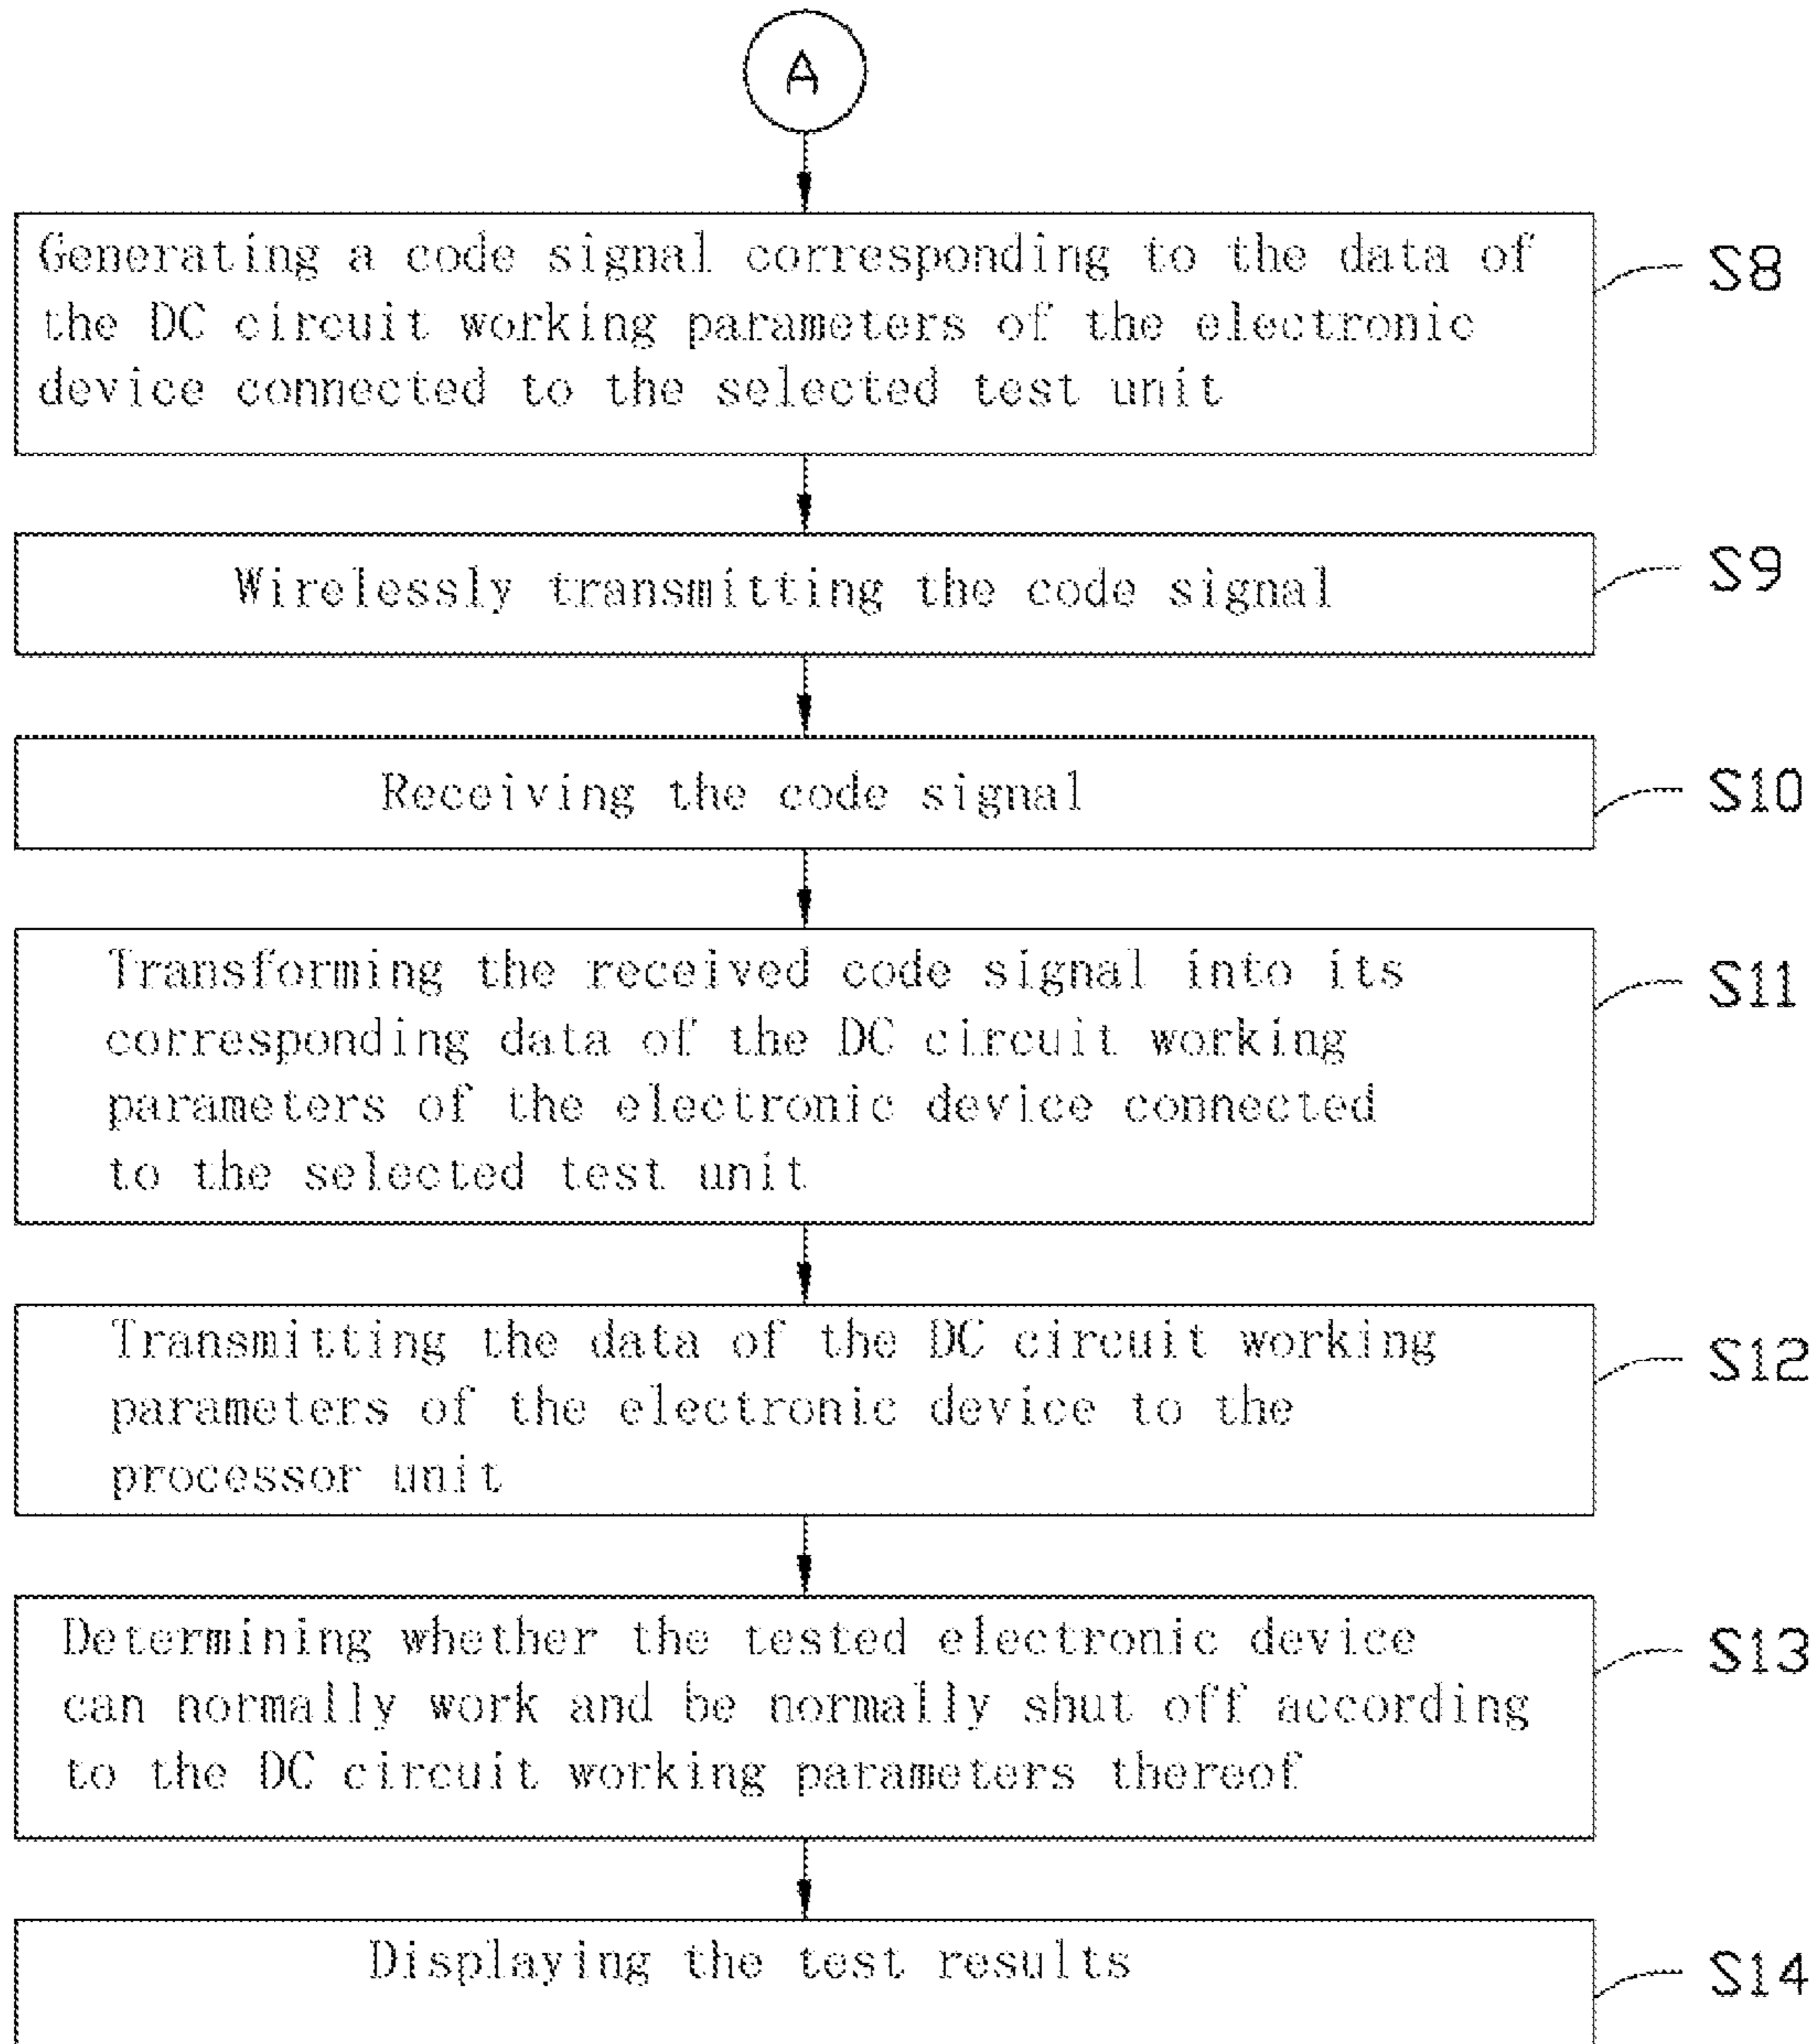 A
Generating a code signal corresponding to the data of
the DC circuit working parameters of the electronic
device connected to the selected test unit
S8
Wirelessly transmitting the code signal
S9
Receiving the code signal
S10
Transforming the received code signal into its
corresponding data of the DC circuit working
parameters of the electronic device connected
to the selected test unit
S11
Transmitting the data of the DC circuit working
parameters of the electronic device to the
processor unit
S12
Determining whether the tested electronic device
can normally work and be normally shut off according
to the DC circuit working parameters thereof
S13
Displaying the test results
S14